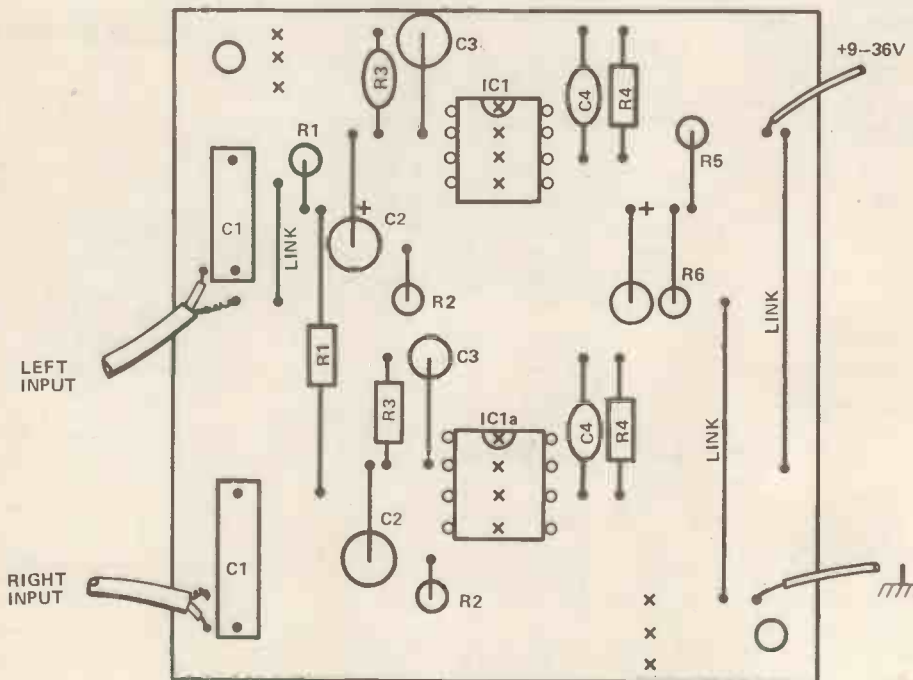 C3
+9-36V
R3
IC1
C4
R4
R1
R5
C1
LINK
+
C2
+
R6
R2
LINK
LEFT
INPUT
R1
C3
R3
IC1a
C4
R4
LINK
C2
RIGHT
INPUT
C1
R2